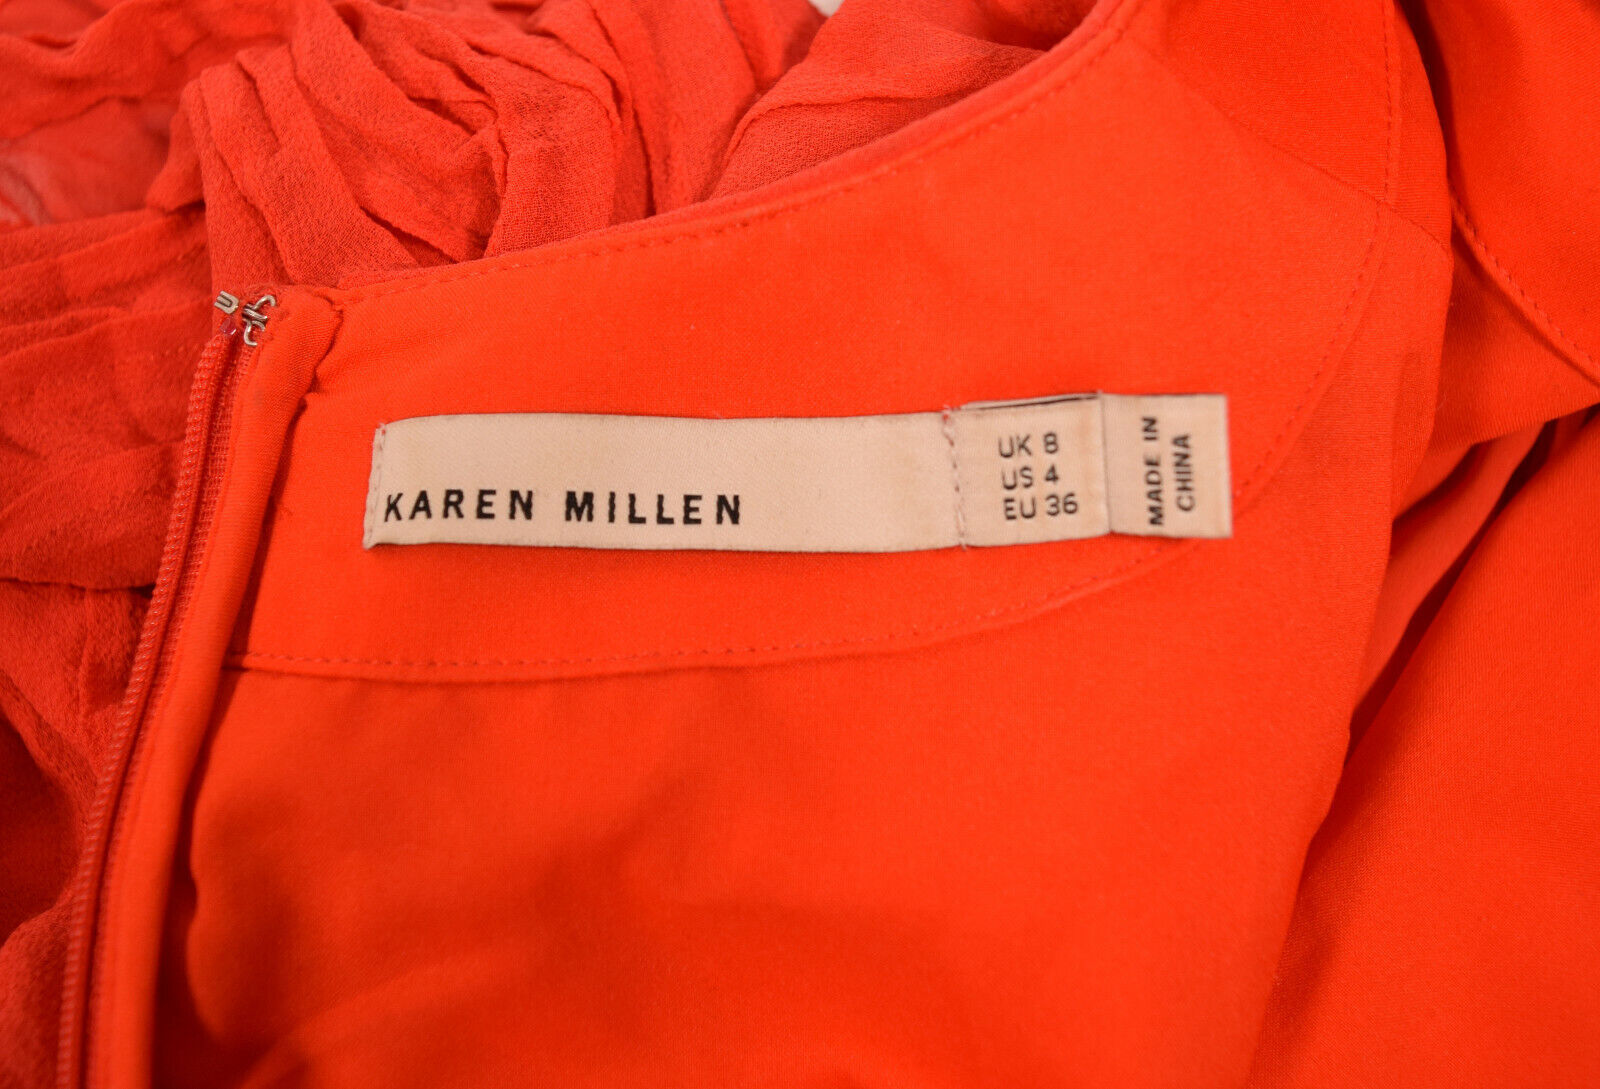 KAREN MILLEN
UK 8
US 4
EU 36
MADE IN
CHINA